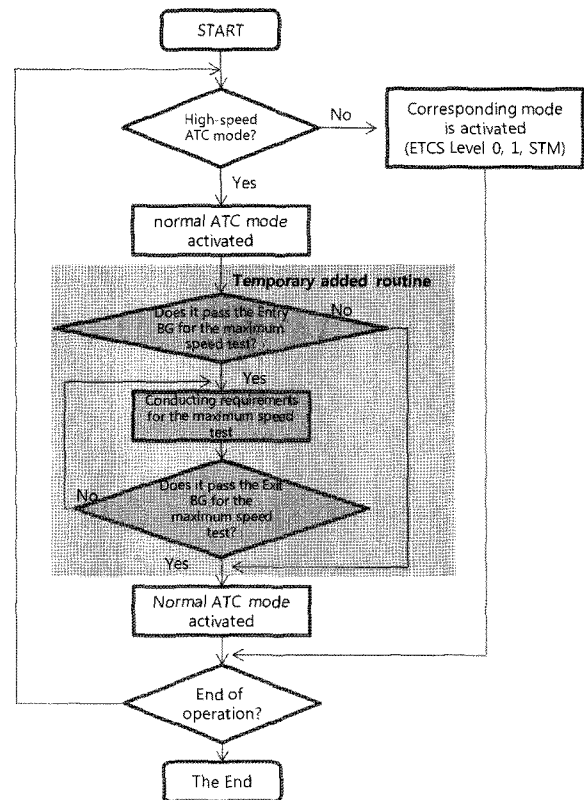 START
High-speed
ATC mode?
No
Corresponding mode
is activated
(ETCS Level 0, 1, STM)
Yes
normal ATC mode
activated
Temporary added routine
Does it pass the Entry
BG for the maximum
speed test?
No
Yes
Conducting requirements
for the maximum speed
test
Does it pass the Exit
BG for the
maximum speed
test?
No
Yes
Normal ATC mode
activated
End of
operation?
The End